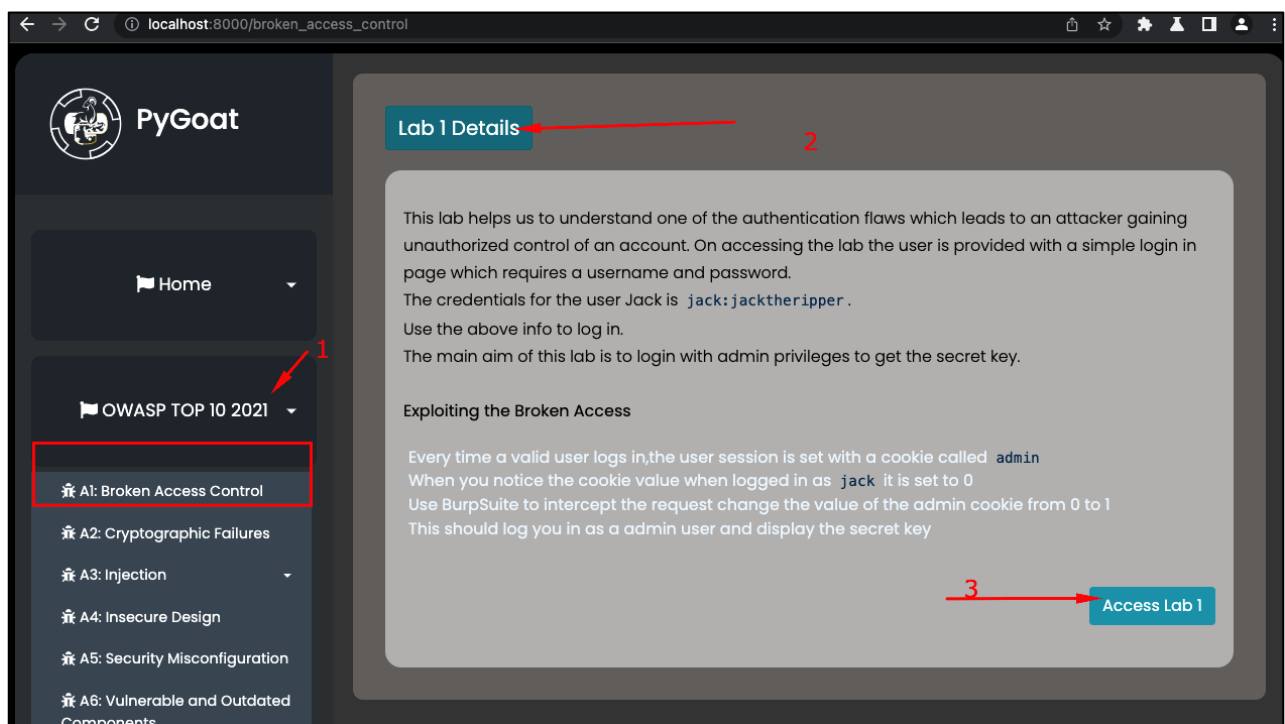 localhost:8000/broken_access_control
PyGoat
Home
1
OWASP TOP 10 2021
A1: Broken Access Control
A2: Cryptographic Failures
A3: Injection
A4: Insecure Design
A5: Security Misconfiguration
A6: Vulnerable and Outdated
Components
Lab 1 Details
2
This lab helps us to understand one of the authentication flaws which leads to an attacker gaining
unauthorized control of an account. On accessing the lab the user is provided with a simple login in
page which requires a username and password.
The credentials for the user Jack is jack:jacktheripper.
Use the above info to log in.
The main aim of this lab is to login with admin privileges to get the secret key.
Exploiting the Broken Access
Every time a valid user logs in,the user session is set with a cookie called admin
When you notice the cookie value when logged in as jack it is set to 0
Use BurpSuite to intercept the request change the value of the admin cookie from 0 to 1
This should log you in as a admin user and display the secret key
3
Access Lab 1